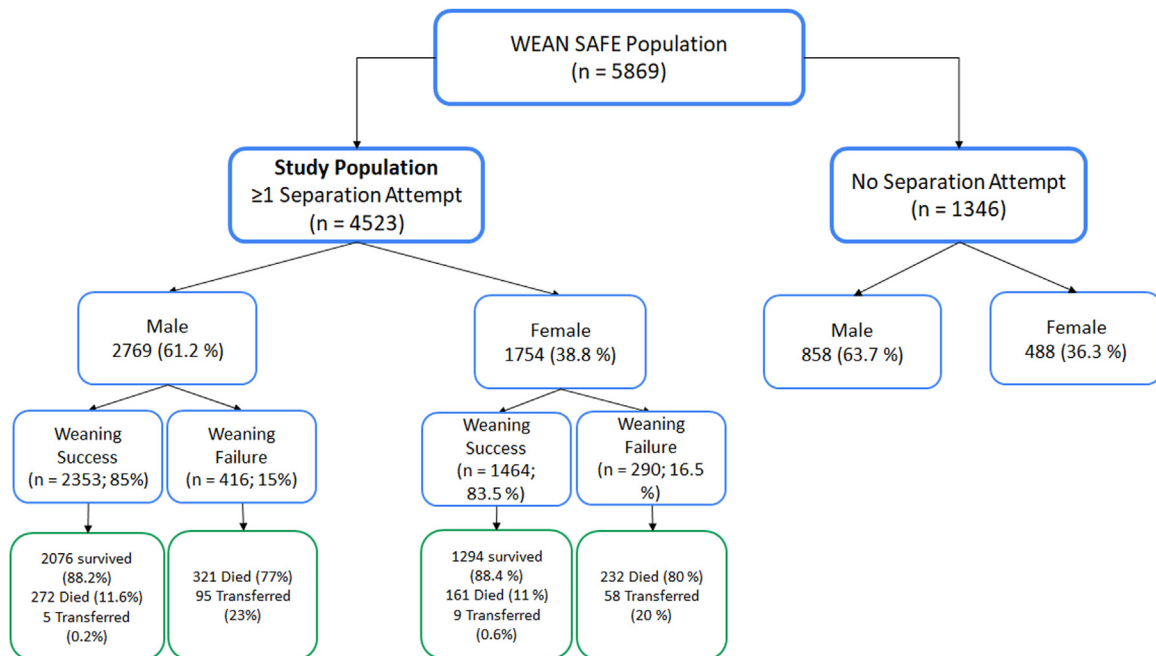 WEAN SAFE Population
(n = 5869)
Study Population
≥1 Separation Attempt
(n = 4523)
No Separation Attempt
(n = 1346)
Male
2769 (61.2 %)
Female
1754 (38.8 %)
Male
858 (63.7 %)
Female
488 (36.3 %)
Weaning
Success
(n = 2353; 85%)
Weaning
Failure
(n = 416; 15%)
Weaning
Success
(n = 1464;
83.5 %)
Weaning
Failure
(n = 290; 16.5
%)
2076 survived
(88.2%)
272 Died (11.6%)
5 Transferred
(0.2%)
321 Died (77%)
95 Transferred
(23%)
1294 survived
(88.4 %)
161 Died (11 %)
9 Transferred
(0.6%)
232 Died (80 %)
58 Transferred
(20 %)